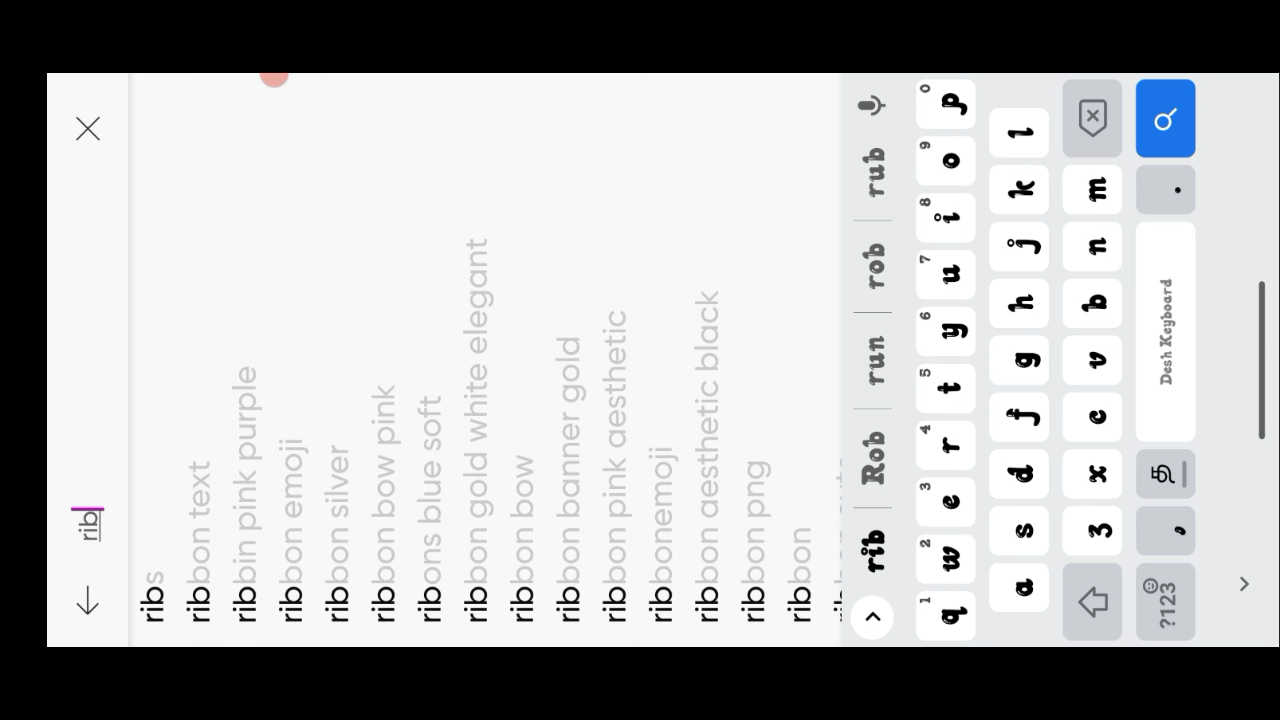 rib
ribs
ribbon text
ribbin pink purple
ribbon emoji
ribbon silver
ribbon bow pink
ribbons blue soft
ribbon gold white elegant
ribbon bow
ribbon banner gold
ribbon pink aesthetic
ribbonemoji
ribbon aesthetic black
ribbon png
ribbon
rib Rob run rob rub
1 2 3 4 5 6 7 8 9 0
q w e r t y u i o p
a s d f g h j k l
z x c v b n m
?123 , த Desh Keyboard .